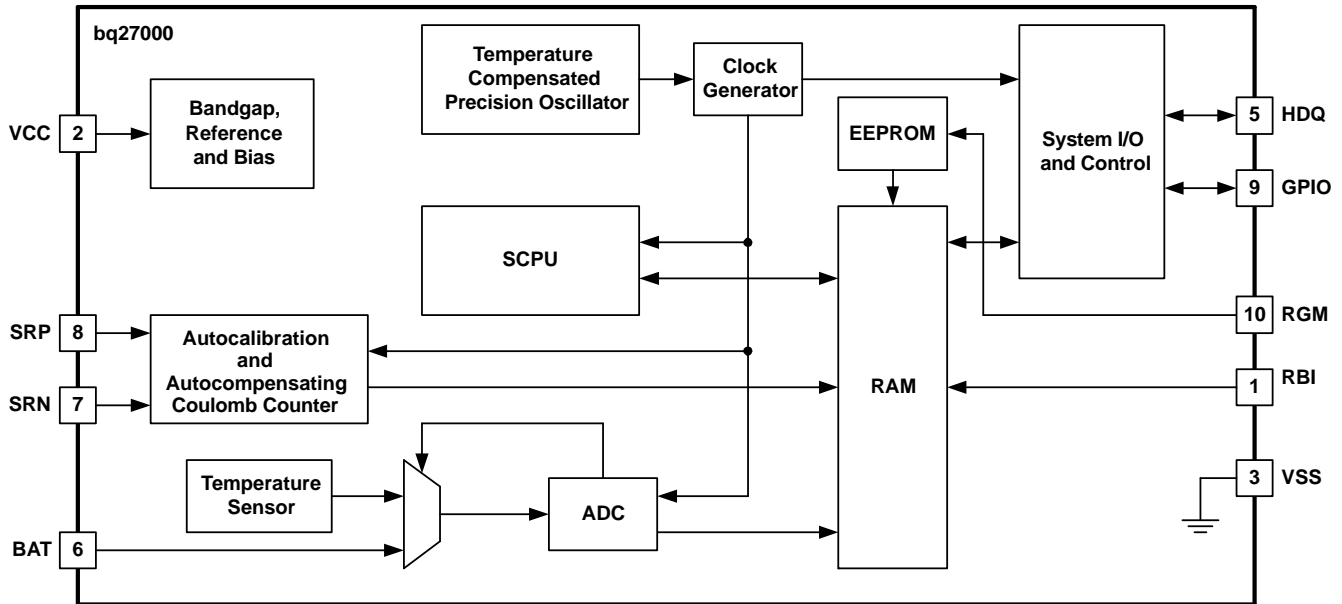 bq27000
Temperature
Compensated
Precision Oscillator
Clock
Generator
Bandgap,
Reference
and Bias
VCC 2
EEPROM
System I/O
and Control
5 HDQ
9 GPIO
SCPU
10 RGM
SRP 8
SRN 7
Autocalibration
and
Autocompensating
Coulomb Counter
RAM
1 RBI
Temperature
Sensor
ADC
3 VSS
BAT 6